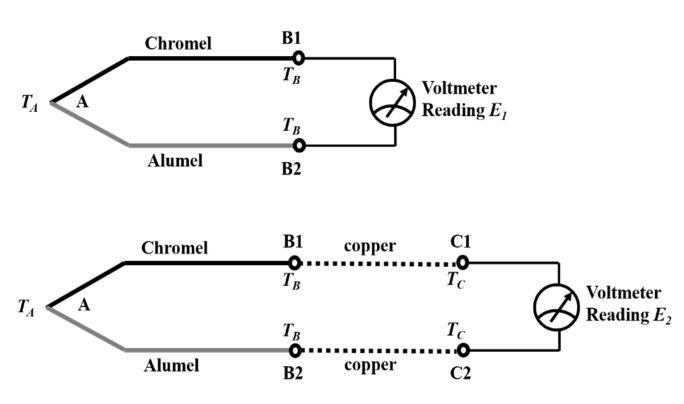 Chromel
B1
T_B
T_A
A
Voltmeter
Reading E_1
T_B
B2
Alumel
Chromel
B1
copper
C1
T_B
T_C
T_A
A
Voltmeter
Reading E_2
T_B
T_C
B2
copper
C2
Alumel